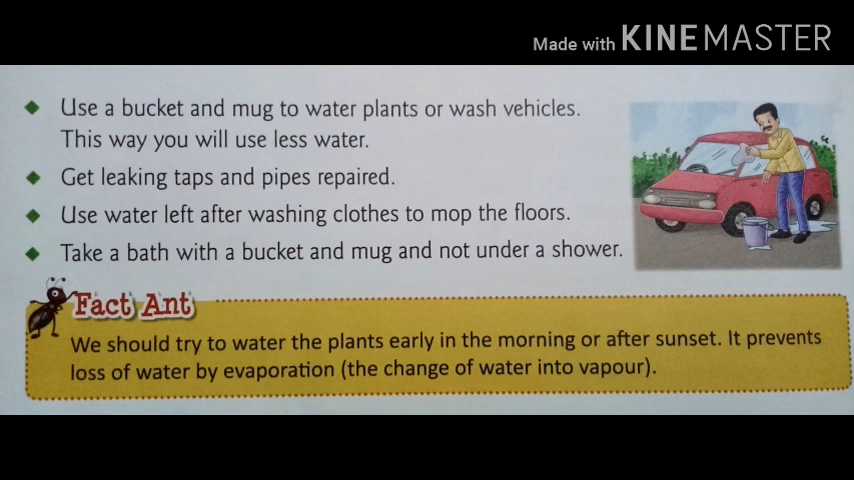 Made with KINEMASTER
Use a bucket and mug to water plants or wash vehicles.
This way you will use less water.
Get leaking taps and pipes repaired.
Use water left after washing clothes to mop the floors.
Take a bath with a bucket and mug and not under a shower.
Fact Ant
We should try to water the plants early in the morning or after sunset. It prevents
loss of water by evaporation (the change of water into vapour).